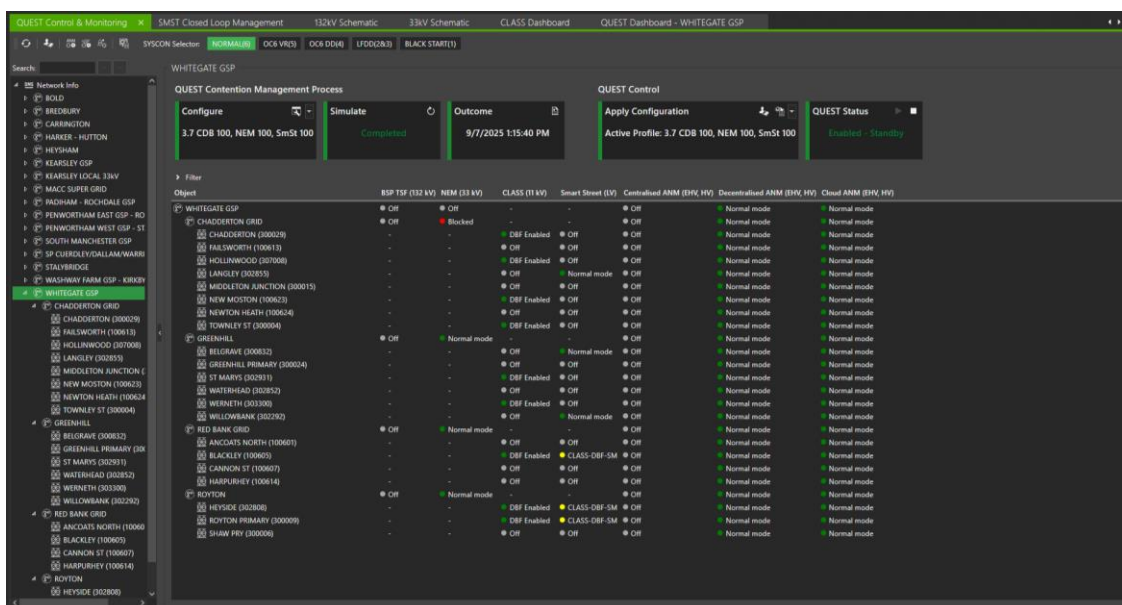 QUEST Control & Monitoring × SMST Closed Loop Management 132kV Schematic 33kV Schematic CLASS Dashboard QUEST Dashboard - WHITEGATE GSP
SYSCON Selector: NORMAL(6) OC6 VR(5) OC6 DD(4) LFDD(2&3) BLACK START(1)
Search:
Network Info
BOLD
BREDBURY
CARRINGTON
HARKER - HUTTON
HEYSHAM
KEARSLEY GSP
KEARSLEY LOCAL 33kV
MACC SUPER GRID
PADIHAM - ROCHDALE GSP
PENWORTHAM EAST GSP - RO
PENWORTHAM WEST GSP - ST
SOUTH MANCHESTER GSP
SP CUERDLEY/DALLAM/WARRI
STALYBRIDGE
WASHWAY FARM GSP - KIRKBY
WHITEGATE GSP
CHADDERTON GRID
CHADDERTON (300029)
FAILSWORTH (100613)
HOLLINWOOD (307008)
LANGLEY (302855)
MIDDLETON JUNCTION (
NEW MOSTON (100623)
NEWTON HEATH (100624
TOWNLEY ST (300004)
GREENHILL
BELGRAVE (300832)
GREENHILL PRIMARY (30
ST MARYS (302931)
WATERHEAD (302852)
WERNETH (303300)
WILLOWBANK (302292)
RED BANK GRID
ANCOATS NORTH (10060
BLACKLEY (100605)
CANNON ST (100607)
HARPURHEY (100614)
ROYTON
HEYSIDE (302808)
WHITEGATE GSP
QUEST Contention Management Process
QUEST Control
Configure Simulate Outcome Apply Configuration QUEST Status
3.7 CDB 100, NEM 100, SmSt 100 Completed 9/7/2025 1:15:40 PM Active Profile: 3.7 CDB 100, NEM 100, SmSt 100 Enabled - Standby
Filter
Object BSP TSF (132 kV) NEM (33 kV) CLASS (11 kV) Smart Street (LV) Centralised ANM (EHV, HV) Decentralised ANM (EHV, HV) Cloud ANM (EHV, HV)
WHITEGATE GSP Off Off - - Off Normal mode Normal mode
CHADDERTON GRID Off Blocked - - Off Normal mode Normal mode
CHADDERTON (300029) - - DBF Enabled Off Off Normal mode Normal mode
FAILSWORTH (100613) - - Off Off Off Normal mode Normal mode
HOLLINWOOD (307008) - - DBF Enabled Off Off Normal mode Normal mode
LANGLEY (302855) - - Off Normal mode Off Normal mode Normal mode
MIDDLETON JUNCTION (300015) - - Off Off Off Normal mode Normal mode
NEW MOSTON (100623) - - DBF Enabled Off Off Normal mode Normal mode
NEWTON HEATH (100624) - - Off Off Off Normal mode Normal mode
TOWNLEY ST (300004) - - DBF Enabled Off Off Normal mode Normal mode
GREENHILL Off Normal mode - - Off Normal mode Normal mode
BELGRAVE (300832) - - Off Normal mode Off Normal mode Normal mode
GREENHILL PRIMARY (300024) - - Off Off Off Normal mode Normal mode
ST MARYS (302931) - - DBF Enabled Off Off Normal mode Normal mode
WATERHEAD (302852) - - Off Off Off Normal mode Normal mode
WERNETH (303300) - - DBF Enabled Off Off Normal mode Normal mode
WILLOWBANK (302292) - - Off Normal mode Off Normal mode Normal mode
RED BANK GRID Off Normal mode - - Off Normal mode Normal mode
ANCOATS NORTH (100601) - - Off Off Off Normal mode Normal mode
BLACKLEY (100605) - - DBF Enabled CLASS-DBF-SM Off Normal mode Normal mode
CANNON ST (100607) - - Off Off Off Normal mode Normal mode
HARPURHEY (100614) - - Off Off Off Normal mode Normal mode
ROYTON Off Normal mode - - Off Normal mode Normal mode
HEYSIDE (302808) - - DBF Enabled CLASS-DBF-SM Off Normal mode Normal mode
ROYTON PRIMARY (300009) - - DBF Enabled CLASS-DBF-SM Off Normal mode Normal mode
SHAW PRY (300006) - - Off Off Off Normal mode Normal mode